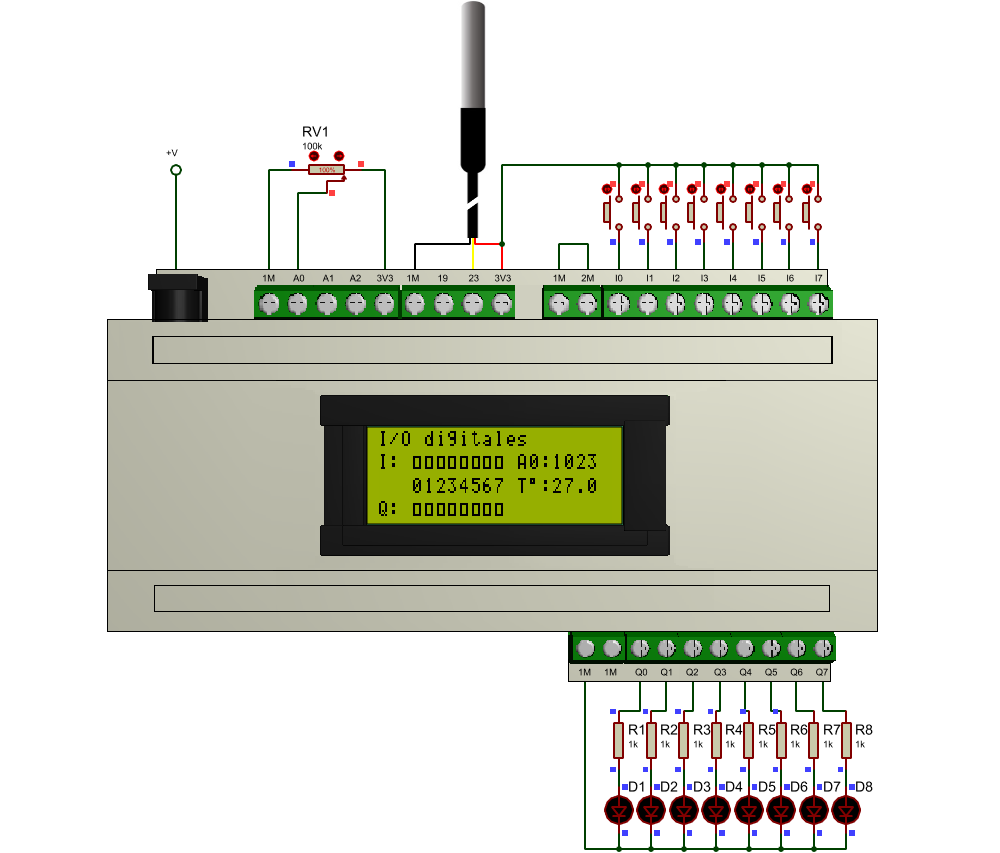 RV1
100k
+V
100%
1M A0 A1 A2 3V3 1M 19 23 3V3 1M 2M I0 I1 I2 I3 I4 I5 I6 I7
I/O digitales
I: 00000000 A0:1023
01234567 Tª:27.0
Q: 00000000
1M 1M Q0 Q1 Q2 Q3 Q4 Q5 Q6 Q7
R1 R2 R3 R4 R5 R6 R7 R8
1k 1k 1k 1k 1k 1k 1k 1k
D1 D2 D3 D4 D5 D6 D7 D8